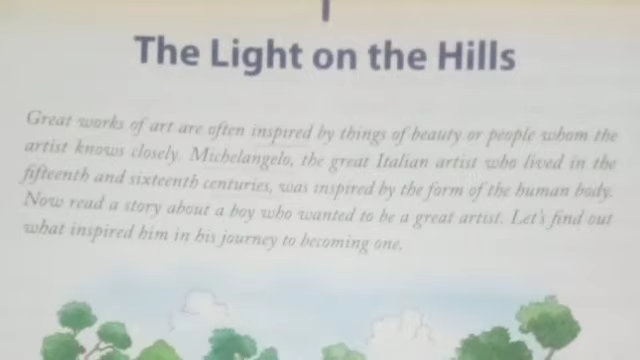 The Light on the Hills
Great works of art are often inspired by things of beauty or people whom the
artist knows closely. Michelangelo, the great Italian artist who lived in the
fifteenth and sixteenth centuries, was inspired by the form of the human body.
Now read a story about a boy who wanted to be a great artist. Let's find out
what inspired him in his journey to becoming one.